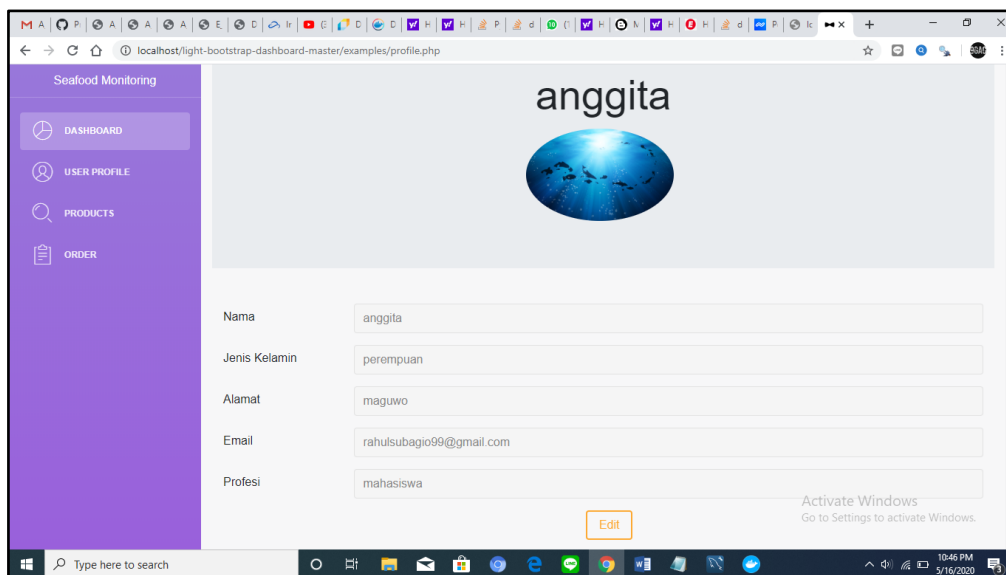 localhost/light-bootstrap-dashboard-master/examples/profile.php
Seafood Monitoring
DASHBOARD
USER PROFILE
PRODUCTS
ORDER
anggita
Nama
anggita
Jenis Kelamin
perempuan
Alamat
maguwo
Email
rahulsubagio99@gmail.com
Profesi
mahasiswa
Edit
Activate Windows
Go to Settings to activate Windows.
Type here to search
10:46 PM
5/16/2020